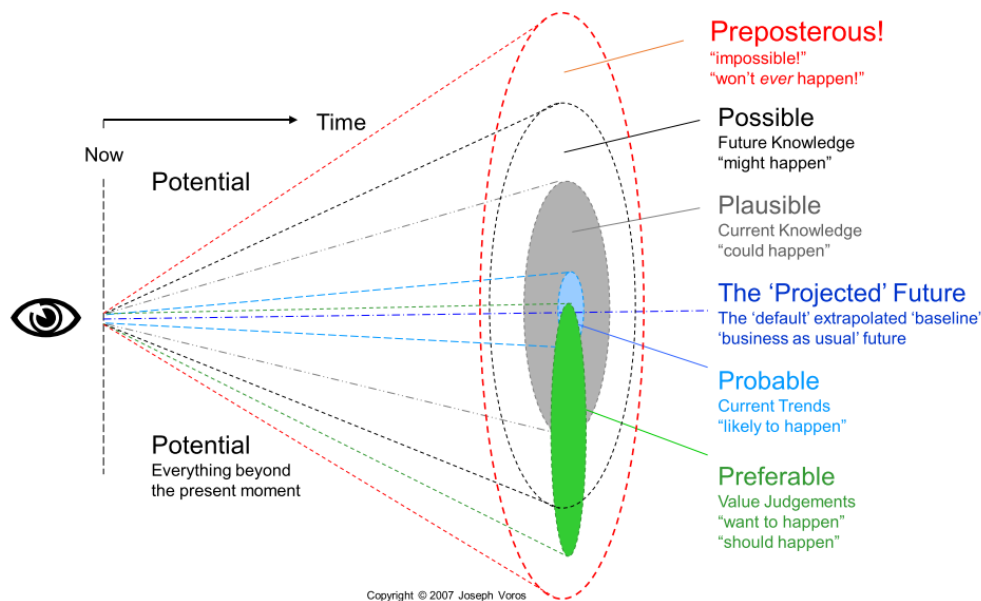 Preposterous!
“impossible!”
“won’t ever happen!”
Time
Now
Potential
Possible
Future Knowledge
“might happen”
Plausible
Current Knowledge
“could happen”
The ‘Projected’ Future
The ‘default’ extrapolated ‘baseline’
‘business as usual’ future
Probable
Current Trends
“likely to happen”
Potential
Everything beyond
the present moment
Preferable
Value Judgements
“want to happen”
“should happen”
Copyright © 2007 Joseph Voros